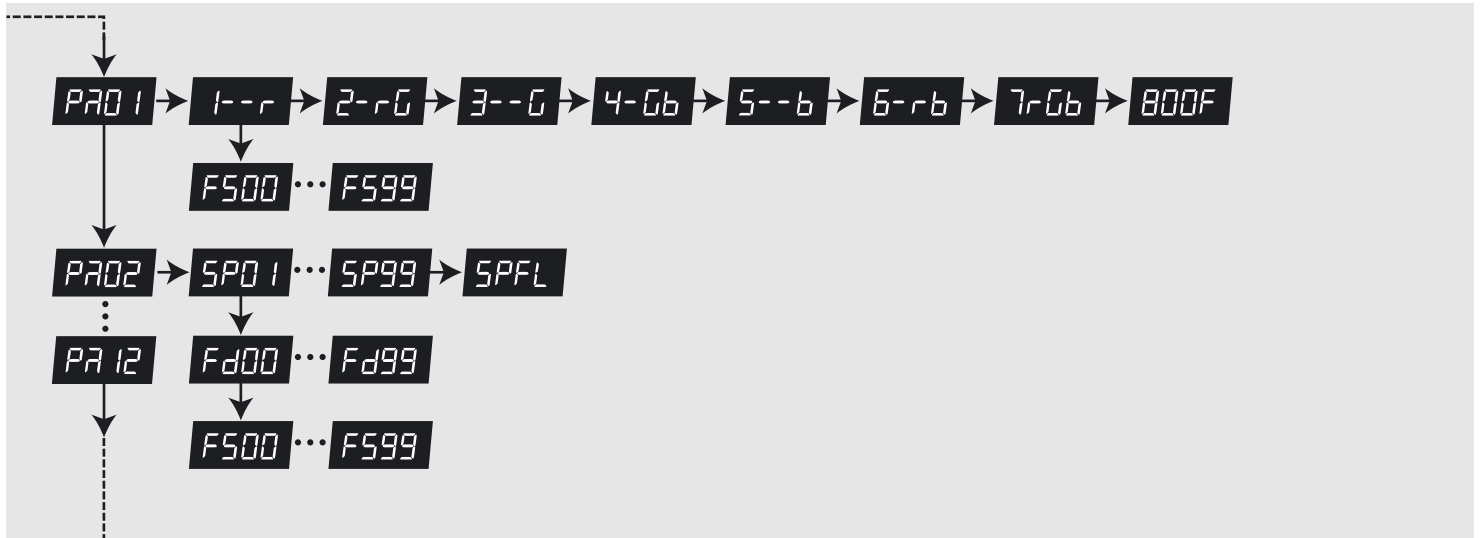 PA01 1--r 2-rG 3--G 4-Gb 5--b 6-rb 7rGb 800F
FS00 ... FS99
PA02 SP01 ... SP99 SPFL
PA12 Fd00 ... Fd99
FS00 ... FS99